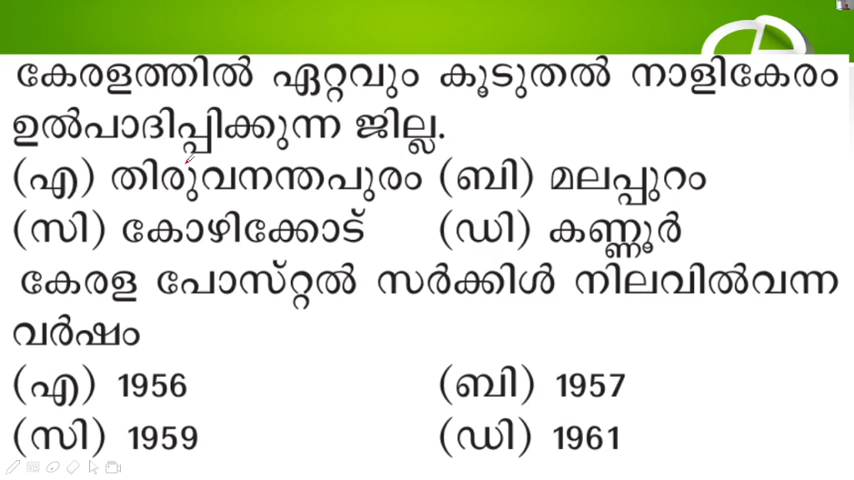 കേരളത്തിൽ ഏറ്റവും കൂടുതൽ നാളികേരം
ഉൽപാദിപ്പിക്കുന്ന ജില്ല.
(എ) തിരുവനന്തപുരം (ബി) മലപ്പുറം
(സി) കോഴിക്കോട് (ഡി) കണ്ണൂർ
കേരള പോസ്റ്റൽ സർക്കിൾ നിലവിൽവന്ന
വർഷം
(എ) 1956 (ബി) 1957
(സി) 1959 (ഡി) 1961